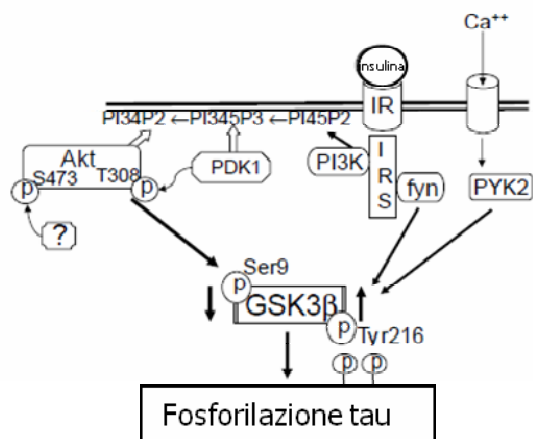 Ca++
insulina
IR
PI34P2 ←PI345P3 ←PI45P2
Akt
S473 T308
p
p
PDK1
PI3K
I
R
S
fyn
PYK2
?
Ser9
p
GSK3β
p
Tyr216
p p
Fosforilazione tau